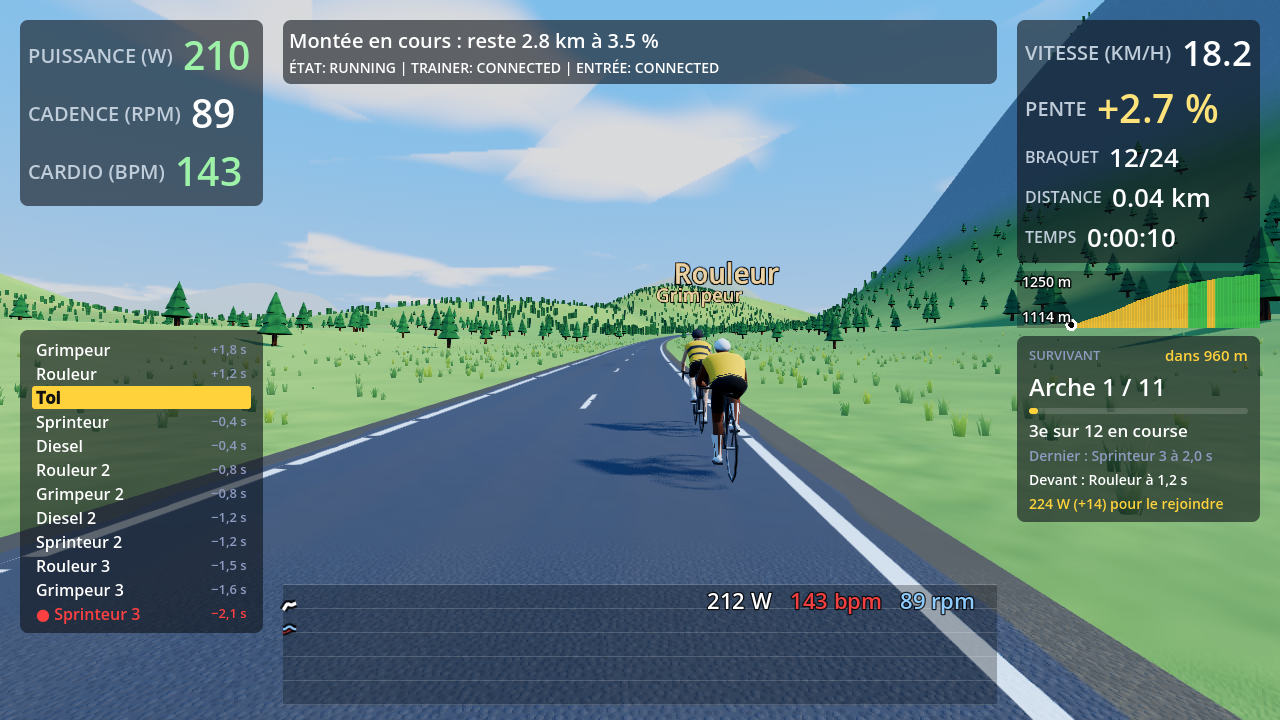 PUISSANCE (W) 210
CADENCE (RPM) 89
CARDIO (BPM) 143
Montée en cours : reste 2.8 km à 3.5 %
ÉTAT: RUNNING | TRAINER: CONNECTED | ENTRÉE: CONNECTED
VITESSE (KM/H) 18.2
PENTE +2.7 %
BRAQUET 12/24
DISTANCE 0.04 km
TEMPS 0:00:10
1250 m
1114 m
Rouleur
Grimpeur
Grimpeur +1,8 s
Rouleur +1,2 s
ToI
Sprinteur −0,4 s
Diesel −0,4 s
Rouleur 2 −0,8 s
Grimpeur 2 −0,8 s
Diesel 2 −1,2 s
Sprinteur 2 −1,2 s
Rouleur 3 −1,5 s
Grimpeur 3 −1,6 s
Sprinteur 3 −2,1 s
SURVIVANT dans 960 m
Arche 1 / 11
3e sur 12 en course
Dernier : Sprinteur 3 à 2,0 s
Devant : Rouleur à 1,2 s
224 W (+14) pour le rejoindre
212 W 143 bpm 89 rpm